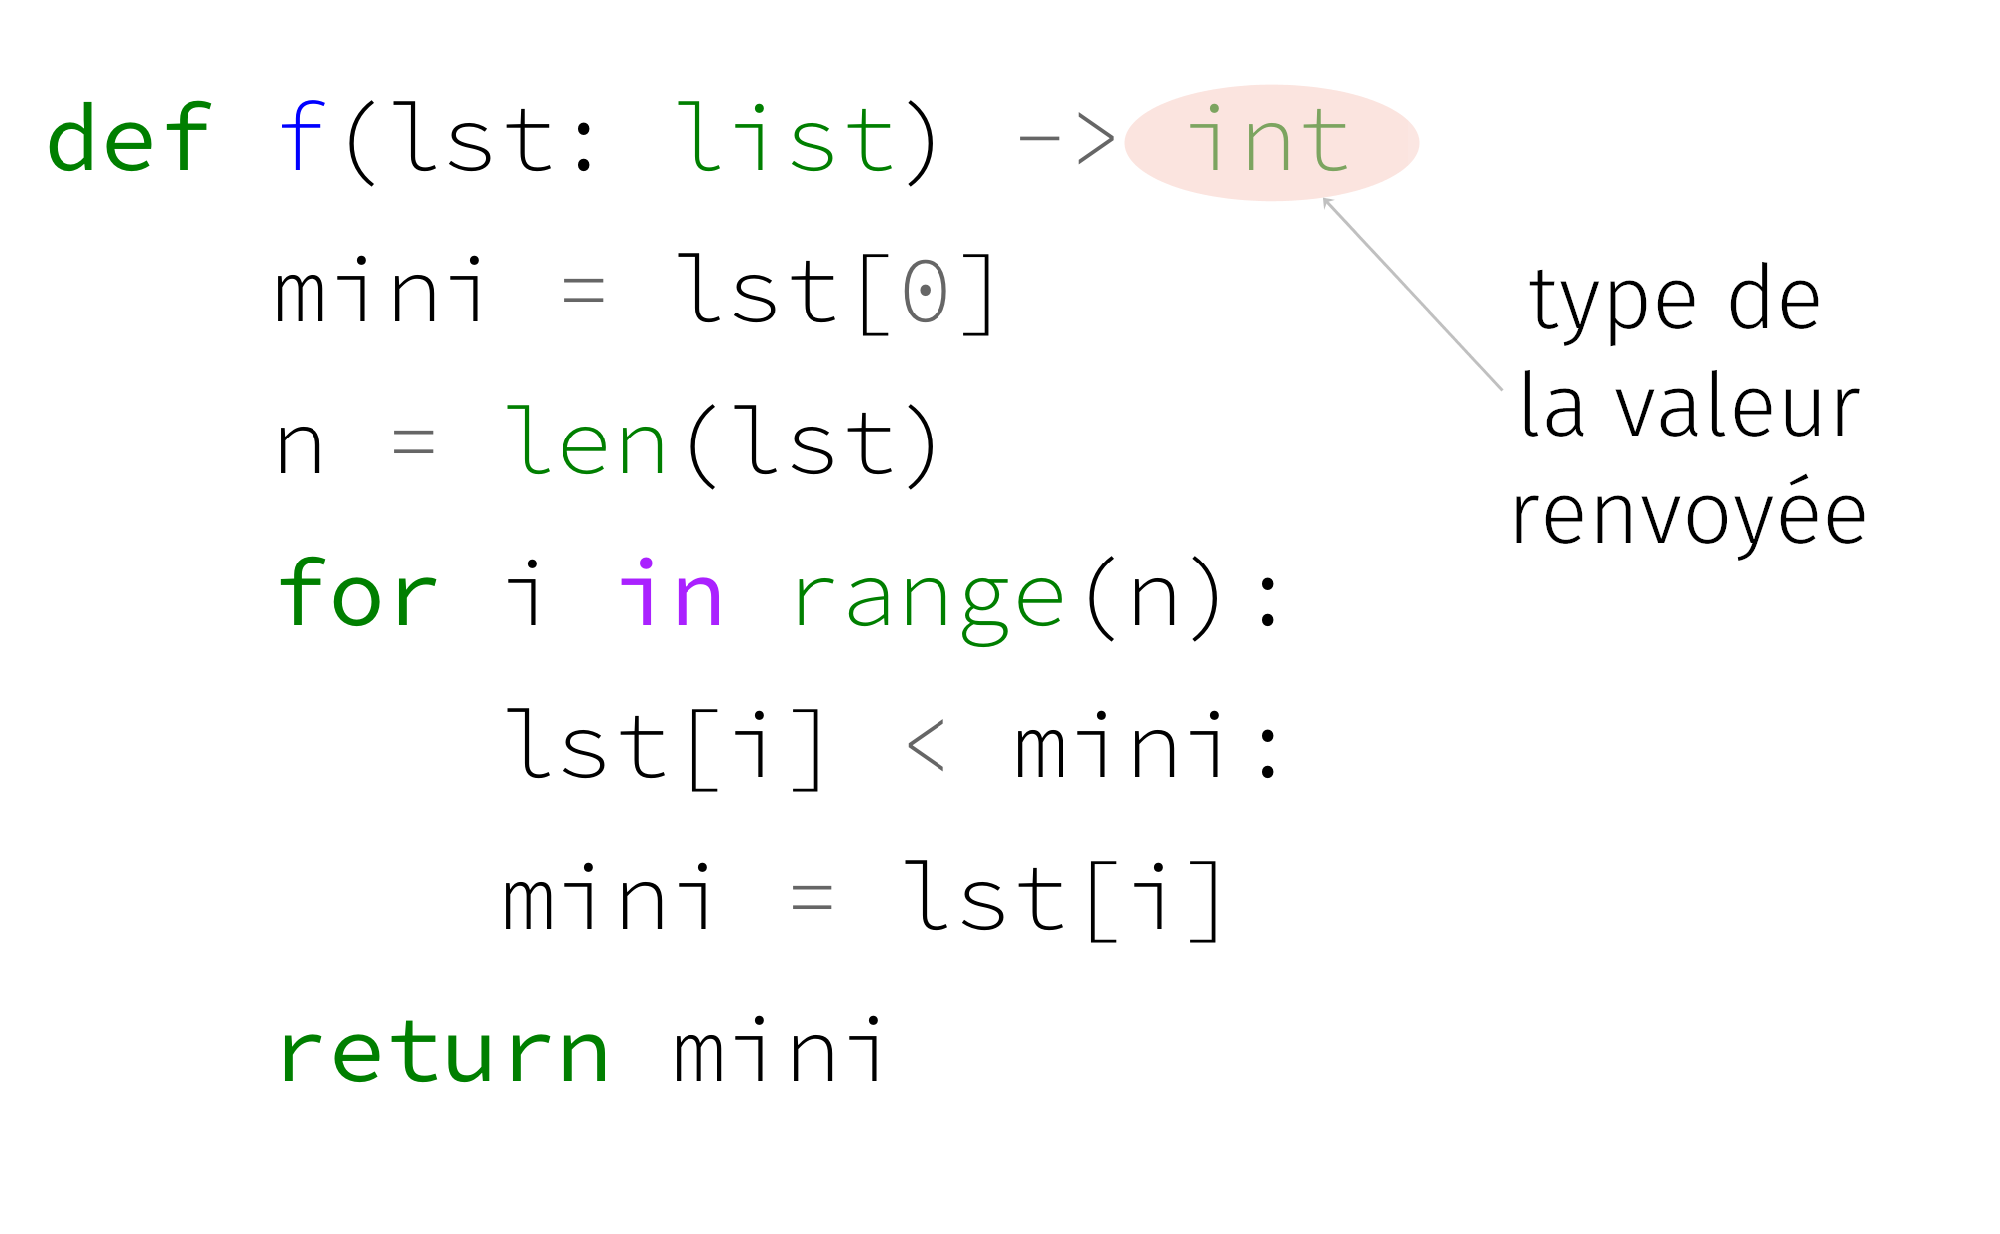 def f(lst: list) -> int
    mini = lst[0]
    n = len(lst)
    for i in range(n):
        lst[i] < mini:
        mini = lst[i]
    return mini
type de
la valeur
renvoyée